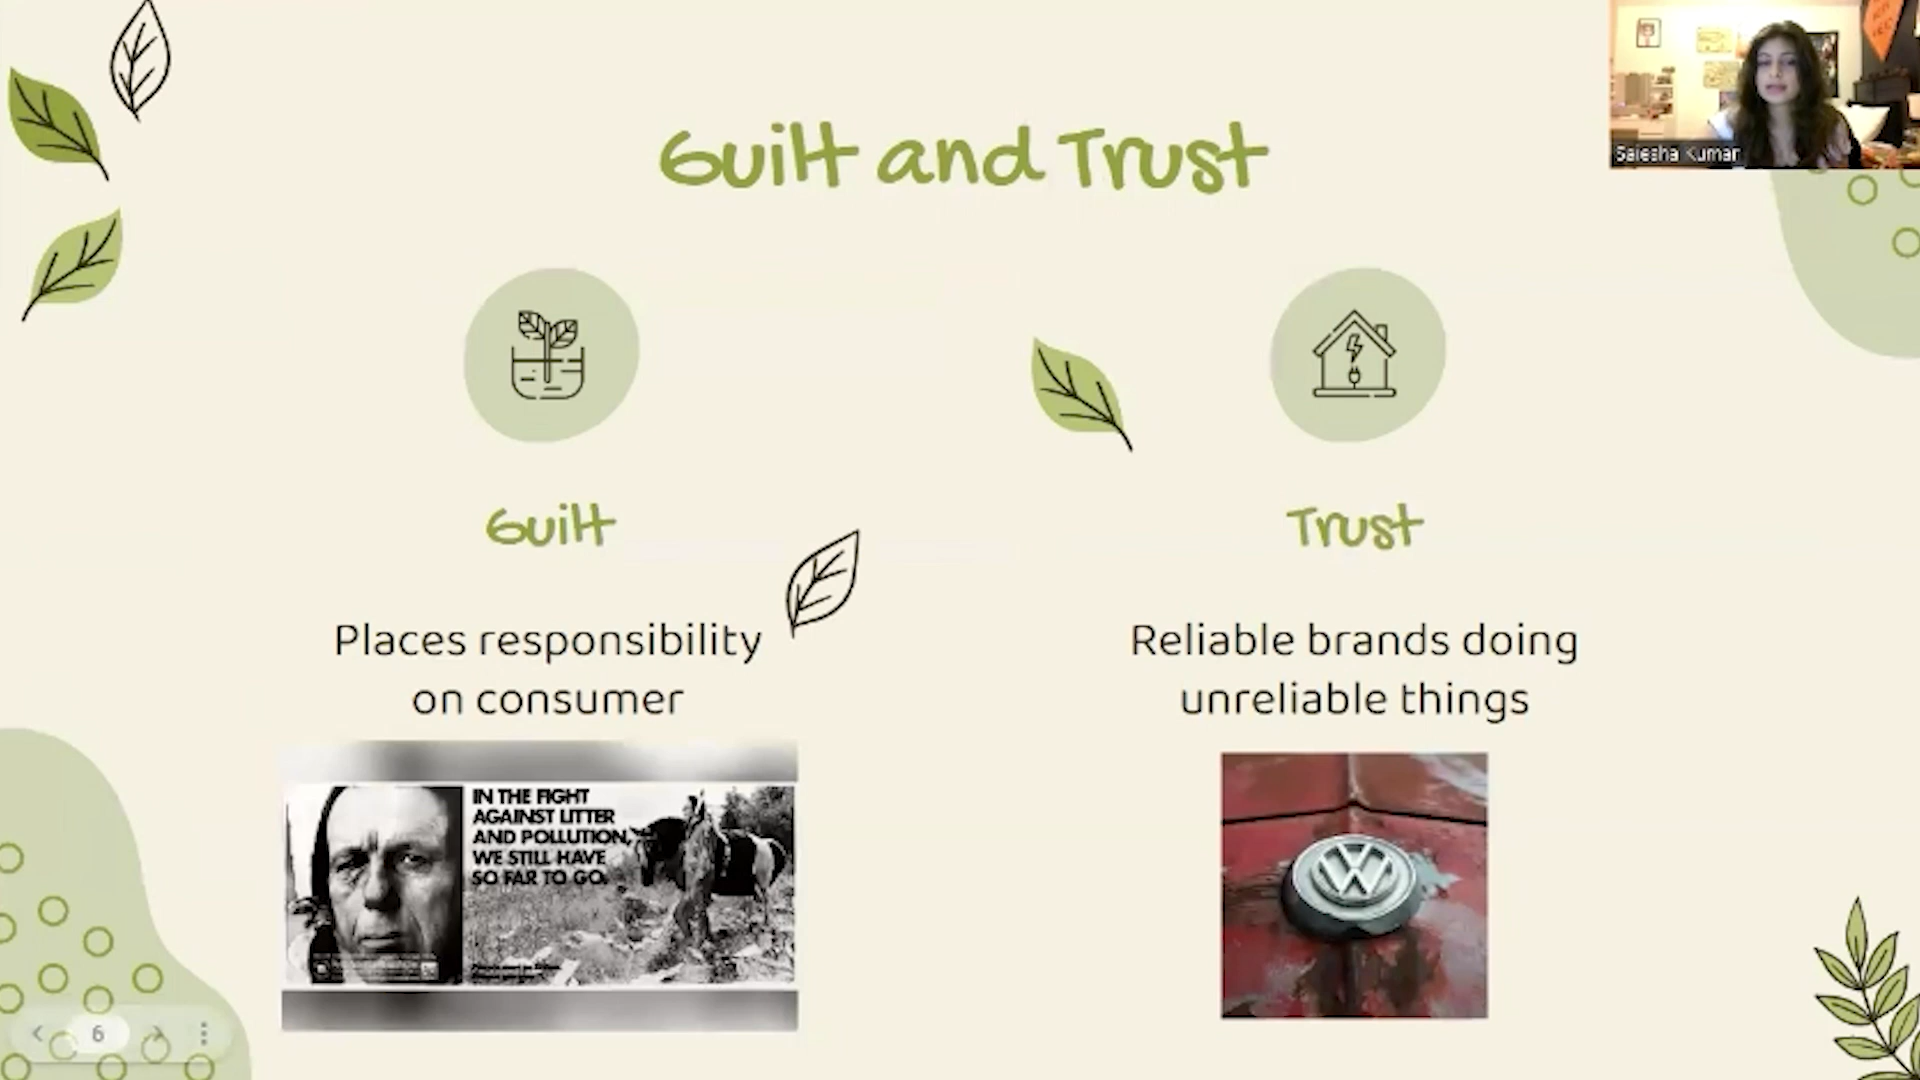 Guilt and Trust
Saiesha Kumar
Guilt
Places responsibility
on consumer
IN THE FIGHT
AGAINST LITTER
AND POLLUTION,
WE STILL HAVE
SO FAR TO GO.
Trust
Reliable brands doing
unreliable things
6